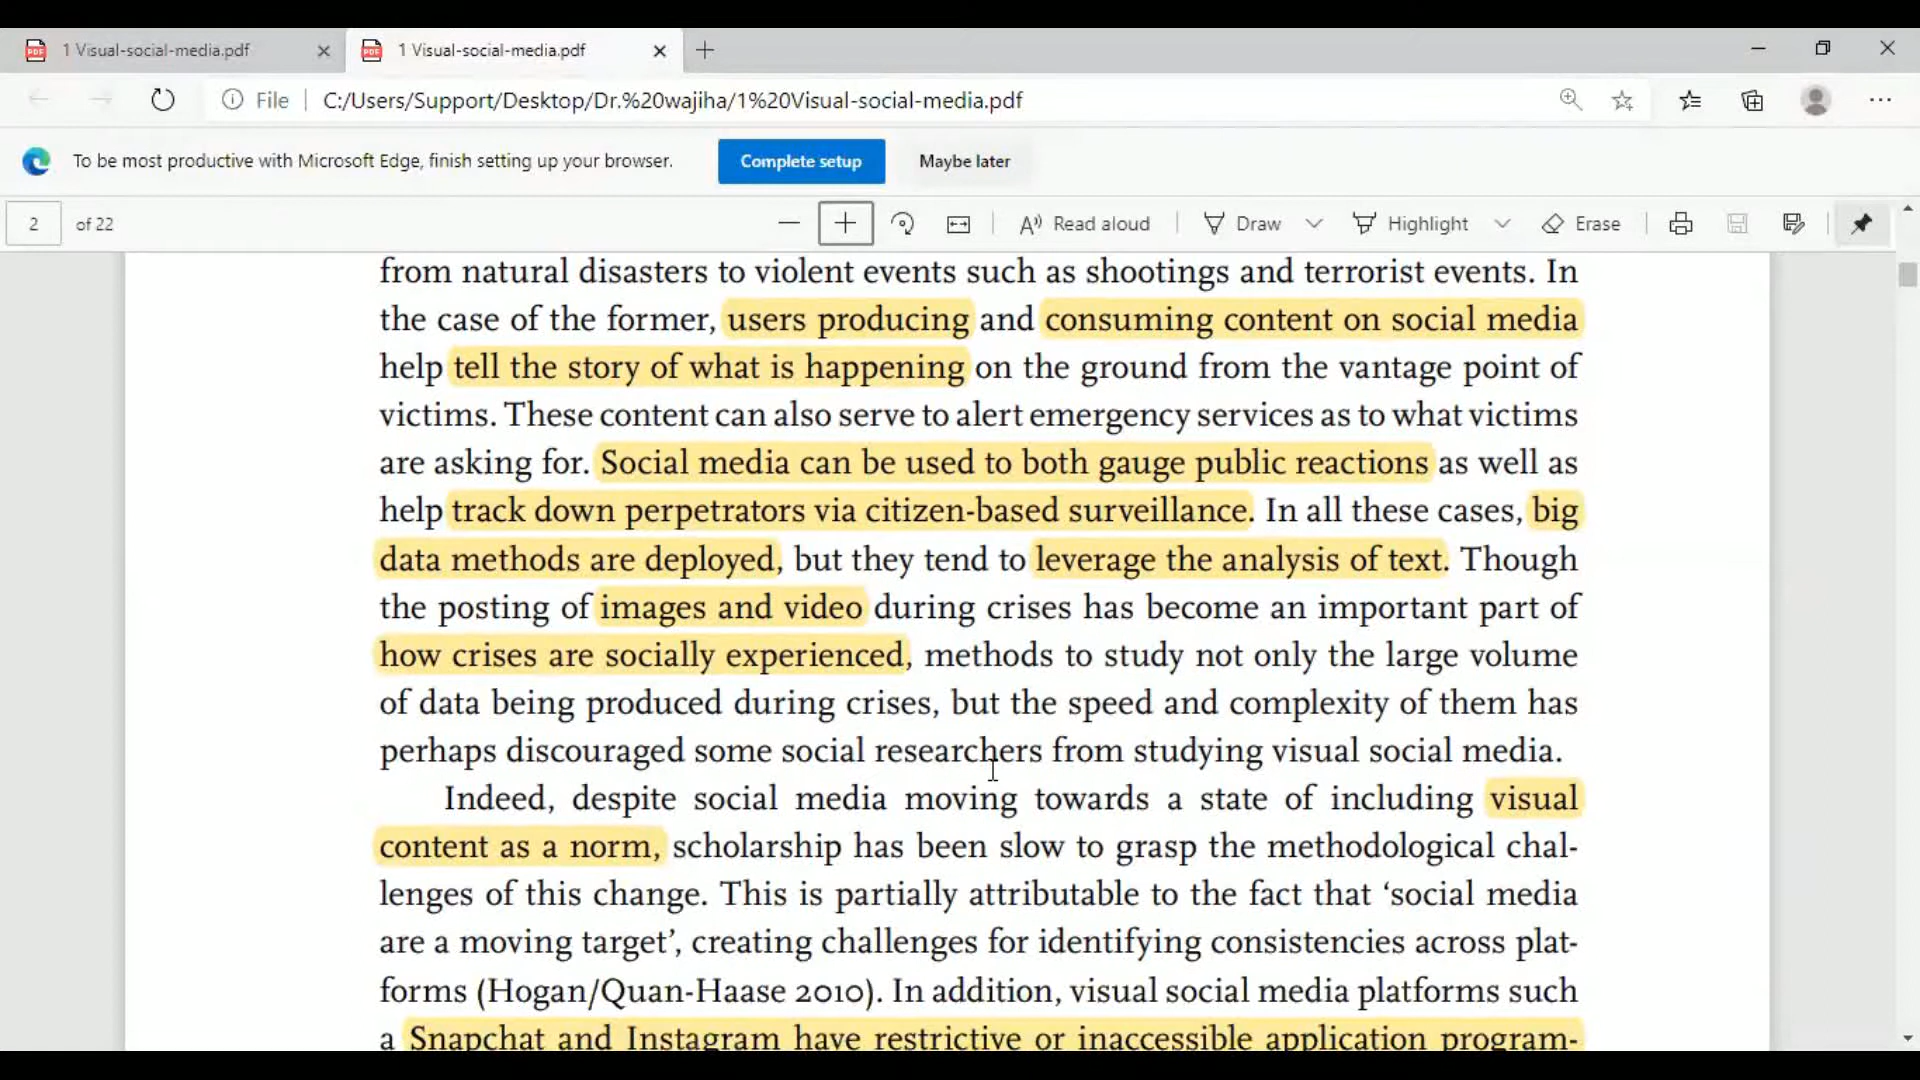 1 Visual-social-media.pdf
1 Visual-social-media.pdf
File
C:/Users/Support/Desktop/Dr.%20wajiha/1%20Visual-social-media.pdf
To be most productive with Microsoft Edge, finish setting up your browser.
Complete setup
Maybe later
2 of 22
Read aloud
Draw
Highlight
Erase
from natural disasters to violent events such as shootings and terrorist events. In
the case of the former, users producing and consuming content on social media
help tell the story of what is happening on the ground from the vantage point of
victims. These content can also serve to alert emergency services as to what victims
are asking for. Social media can be used to both gauge public reactions as well as
help track down perpetrators via citizen-based surveillance. In all these cases, big
data methods are deployed, but they tend to leverage the analysis of text. Though
the posting of images and video during crises has become an important part of
how crises are socially experienced, methods to study not only the large volume
of data being produced during crises, but the speed and complexity of them has
perhaps discouraged some social researchers from studying visual social media.
Indeed, despite social media moving towards a state of including visual
content as a norm, scholarship has been slow to grasp the methodological chal-
lenges of this change. This is partially attributable to the fact that ‘social media
are a moving target’, creating challenges for identifying consistencies across plat-
forms (Hogan/Quan-Haase 2010). In addition, visual social media platforms such
a Snapchat and Instagram have restrictive or inaccessible application program-